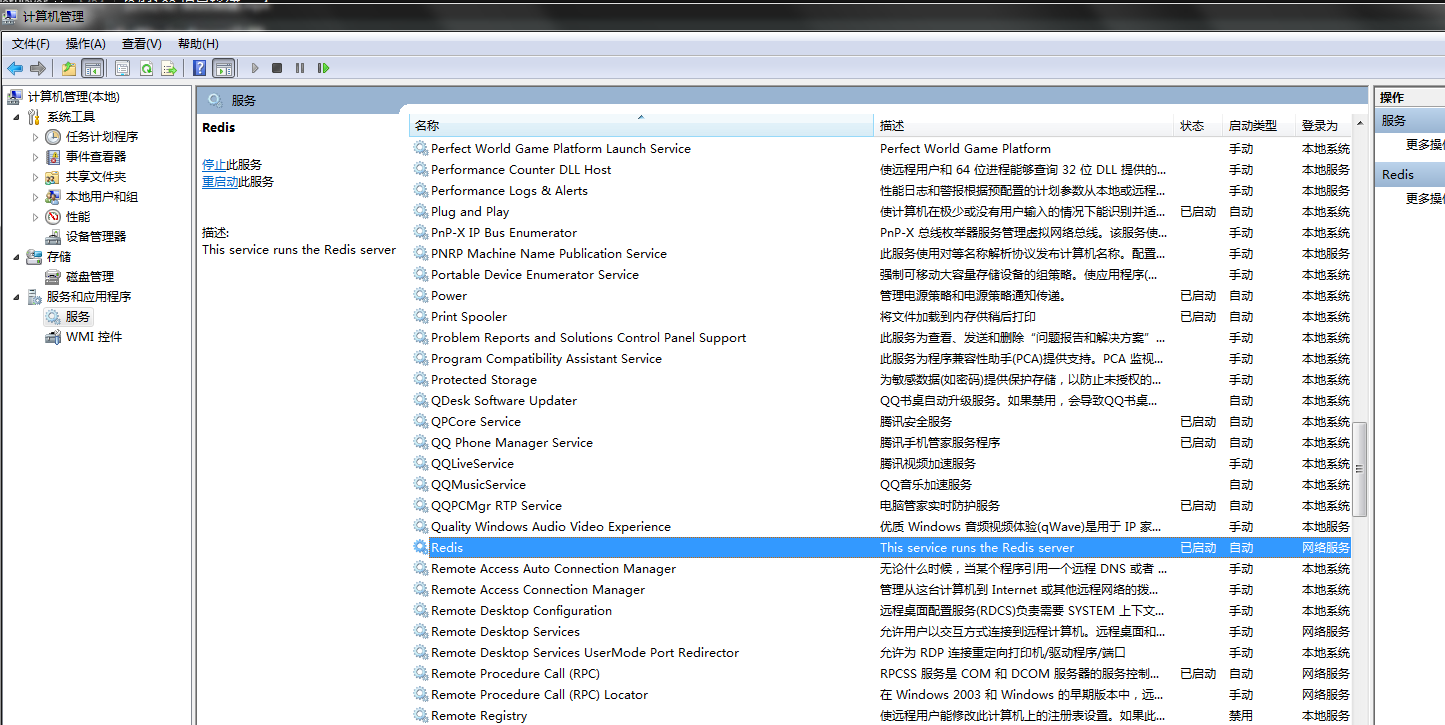 计算机管理
文件(F) 操作(A) 查看(V) 帮助(H)
计算机管理(本地)
系统工具
任务计划程序
事件查看器
共享文件夹
本地用户和组
性能
设备管理器
存储
磁盘管理
服务和应用程序
服务
WMI 控件
服务
Redis
停止此服务
重启动此服务
描述:
This service runs the Redis server
名称 描述 状态 启动类型 登录为
Perfect World Game Platform Launch Service Perfect World Game Platform 手动 本地系统
Performance Counter DLL Host 使远程用户和 64 位进程能够查询 32 位 DLL 提供的... 手动 本地服务
Performance Logs & Alerts 性能日志和警报根据预配置的计划参数从本地或远程... 手动 本地服务
Plug and Play 使计算机在极少或没有用户输入的情况下能识别并适... 已启动 自动 本地系统
PnP-X IP Bus Enumerator PnP-X 总线枚举器服务管理虚拟网络总线。该服务使... 手动 本地系统
PNRP Machine Name Publication Service 此服务使用对等名称解析协议发布计算机名称。配置... 手动 本地服务
Portable Device Enumerator Service 强制可移动大容量存储设备的组策略。使应用程序(... 手动 本地系统
Power 管理电源策略和电源策略通知传递。 已启动 自动 本地系统
Print Spooler 将文件加载到内存供稍后打印 已启动 自动 本地系统
Problem Reports and Solutions Control Panel Support 此服务为查看、发送和删除“问题报告和解决方案”... 手动 本地系统
Program Compatibility Assistant Service 此服务为程序兼容性助手(PCA)提供支持。PCA 监视... 手动 本地系统
Protected Storage 为敏感数据(如密码)提供保护存储，以防止未授权的... 手动 本地系统
QDesk Software Updater QQ书桌自动升级服务。如果禁用，会导致QQ书桌... 自动 本地系统
QPCore Service 腾讯安全服务 已启动 自动 本地系统
QQ Phone Manager Service 腾讯手机管家服务程序 已启动 自动 本地系统
QQLiveService 腾讯视频加速服务 手动 本地系统
QQMusicService QQ音乐加速服务 自动 本地系统
QQPCMgr RTP Service 电脑管家实时防护服务 已启动 自动 本地系统
Quality Windows Audio Video Experience 优质 Windows 音频视频体验(qWave)是用于 IP 家... 手动 本地服务
Redis This service runs the Redis server 已启动 自动 网络服务
Remote Access Auto Connection Manager 无论什么时候，当某个程序引用一个远程 DNS 或者 ... 手动 本地系统
Remote Access Connection Manager 管理从这台计算机到 Internet 或其他远程网络的拨... 手动 本地系统
Remote Desktop Configuration 远程桌面配置服务(RDCS)负责需要 SYSTEM 上下文... 手动 本地系统
Remote Desktop Services 允许用户以交互方式连接到远程计算机。远程桌面和... 手动 网络服务
Remote Desktop Services UserMode Port Redirector 允许为 RDP 连接重定向打印机/驱动程序/端口 手动 本地系统
Remote Procedure Call (RPC) RPCSS 服务是 COM 和 DCOM 服务器的服务控制... 已启动 自动 网络服务
Remote Procedure Call (RPC) Locator 在 Windows 2003 和 Windows 的早期版本中，远... 手动 网络服务
Remote Registry 使远程用户能修改此计算机上的注册表设置。如果此... 禁用 本地服务
操作
服务
更多操
Redis
更多操